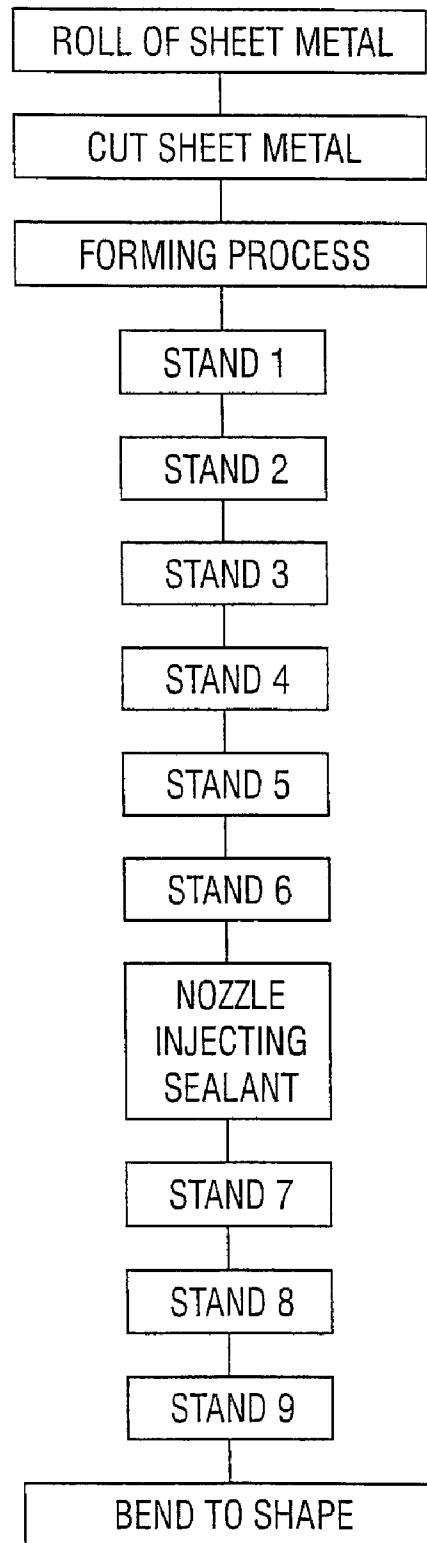 ROLL OF SHEET METAL
CUT SHEET METAL
FORMING PROCESS
STAND 1
STAND 2
STAND 3
STAND 4
STAND 5
STAND 6
NOZZLE
INJECTING
SEALANT
STAND 7
STAND 8
STAND 9
BEND TO SHAPE